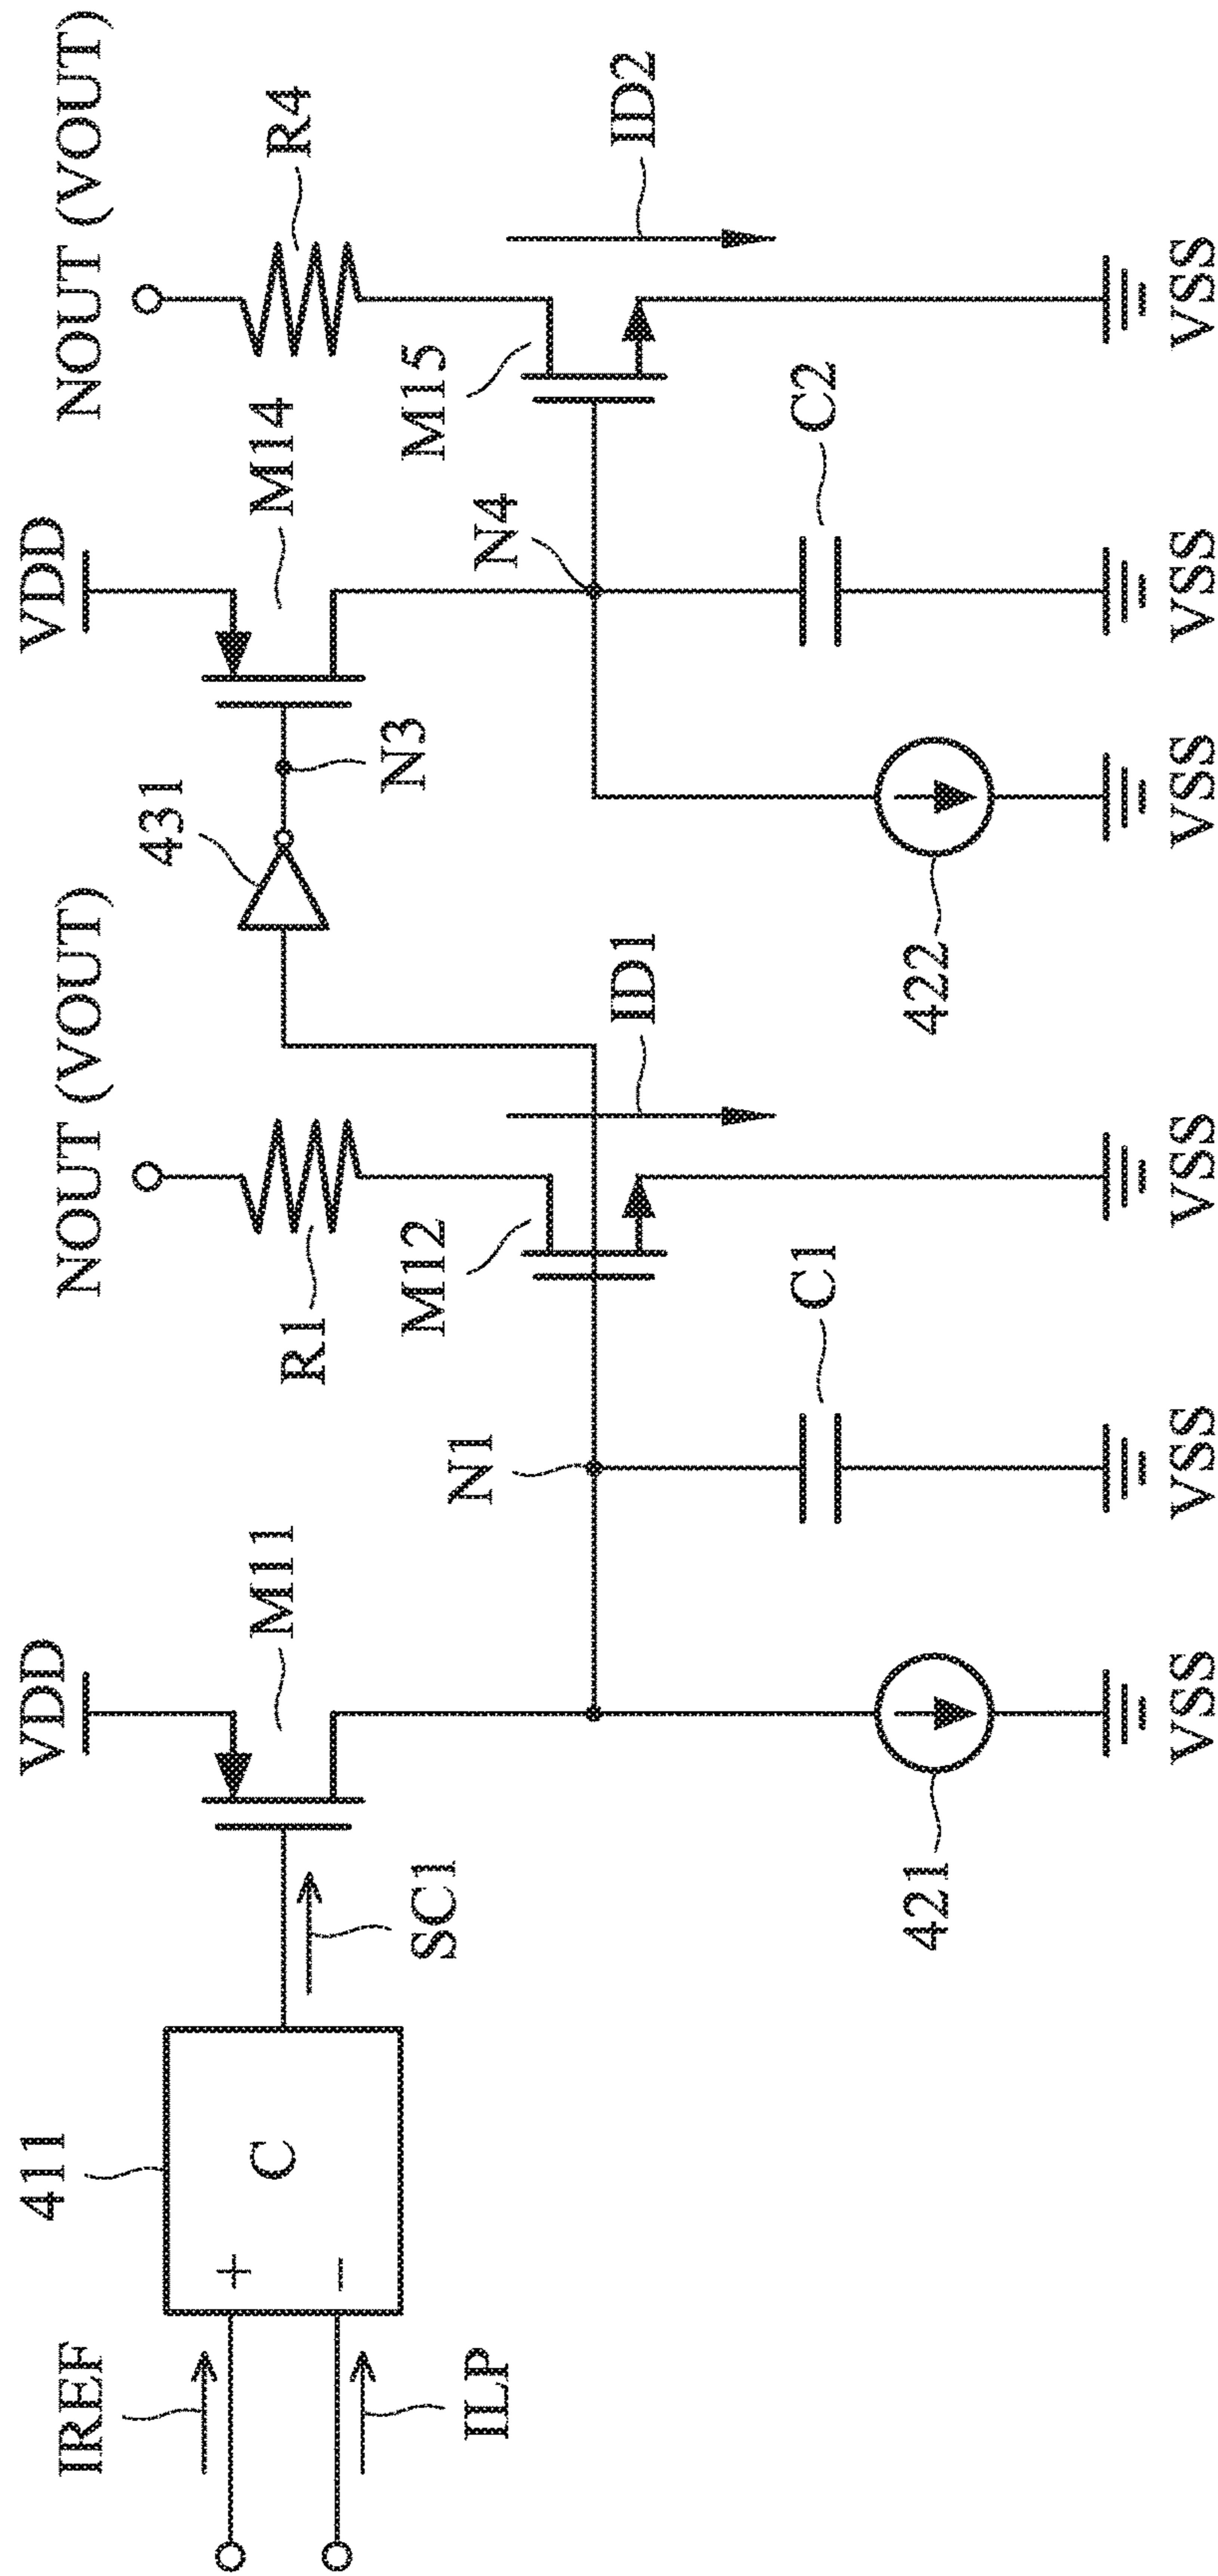 NOUT (VOUT)
NOUT (VOUT)
VDD
VDD
411
IREF
+
−
C
ILP
SC1
M11
N1
R1
M12
431
N3
M14
N4
M15
R4
ID1
ID2
421
C1
422
C2
VSS
VSS
VSS
VSS
VSS
VSS